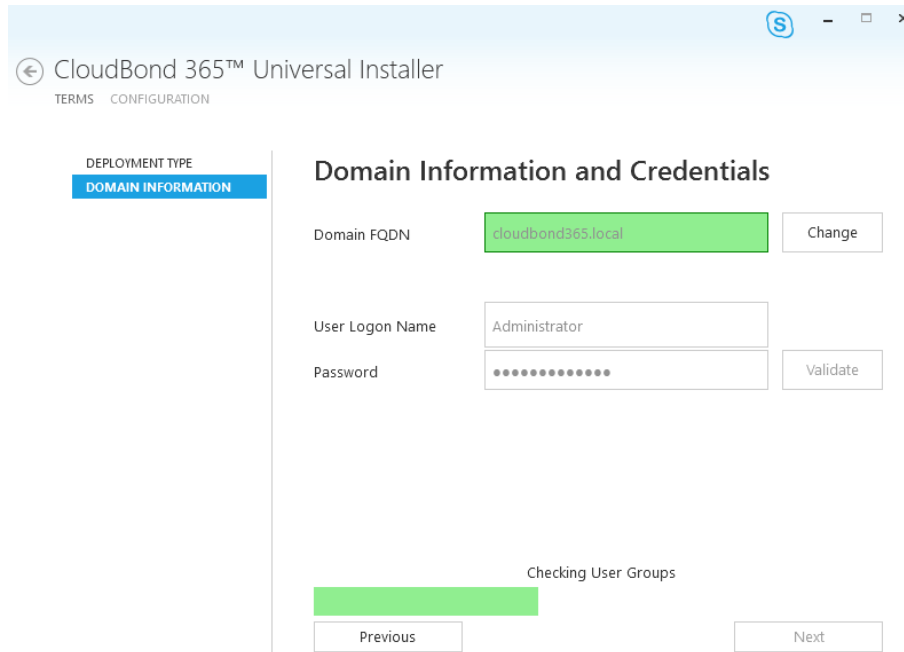 S
CloudBond 365™ Universal Installer
TERMS CONFIGURATION
DEPLOYMENT TYPE
DOMAIN INFORMATION
Domain Information and Credentials
Domain FQDN cloudbond365.local Change
User Logon Name Administrator
Password ●●●●●●●●●●●●● Validate
Checking User Groups
Previous Next